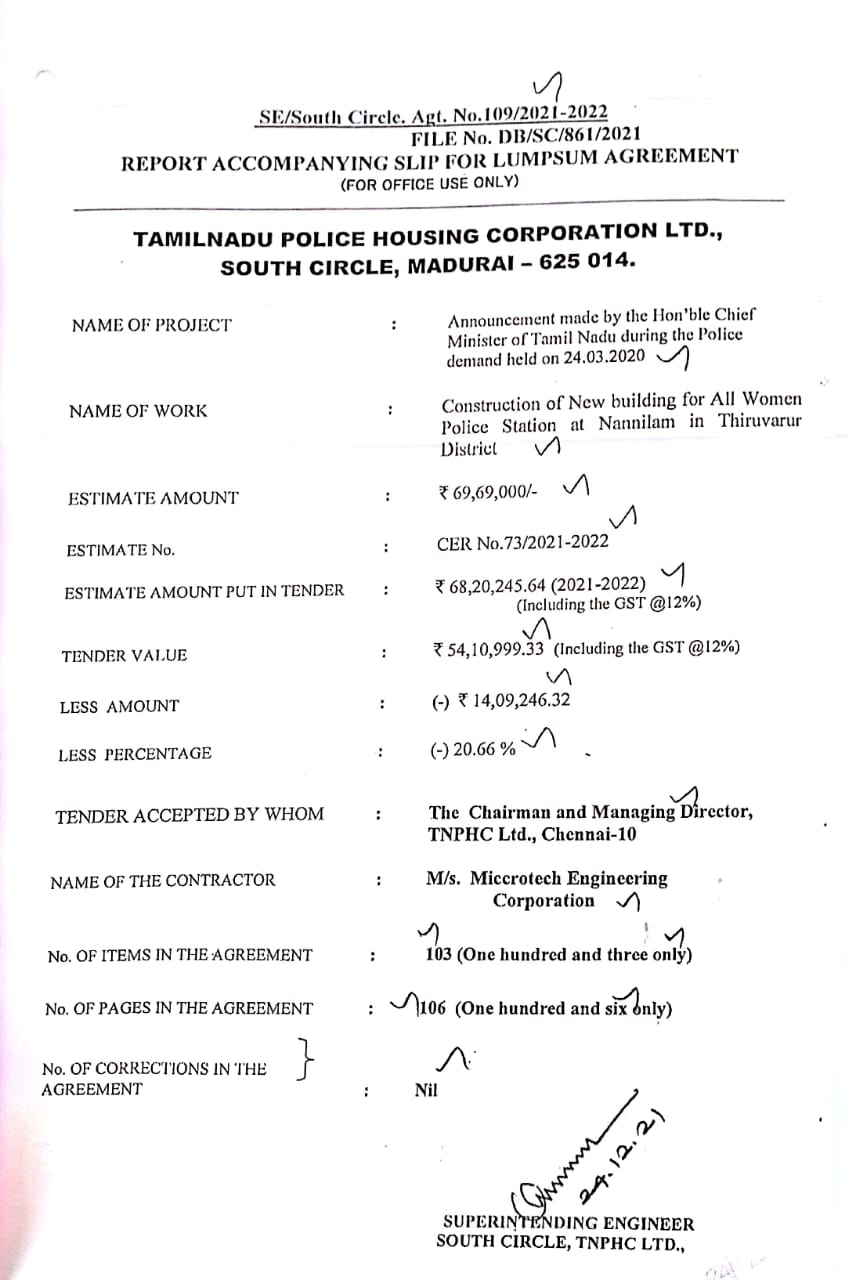 SE/South Circle. Agt. No.109/2021-2022
FILE No. DB/SC/861/2021
REPORT ACCOMPANYING SLIP FOR LUMPSUM AGREEMENT
(FOR OFFICE USE ONLY)
TAMILNADU POLICE HOUSING CORPORATION LTD.,
SOUTH CIRCLE, MADURAI – 625 014.
NAME OF PROJECT : Announcement made by the Hon'ble Chief
Minister of Tamil Nadu during the Police
demand held on 24.03.2020
NAME OF WORK : Construction of New building for All Women
Police Station at Nannilam in Thiruvarur
District
ESTIMATE AMOUNT : ₹ 69,69,000/-
ESTIMATE No. : CER No.73/2021-2022
ESTIMATE AMOUNT PUT IN TENDER : ₹ 68,20,245.64 (2021-2022)
(Including the GST @12%)
TENDER VALUE : ₹ 54,10,999.33 (Including the GST @12%)
LESS AMOUNT : (-) ₹ 14,09,246.32
LESS PERCENTAGE : (-) 20.66 %
TENDER ACCEPTED BY WHOM : The Chairman and Managing Director,
TNPHC Ltd., Chennai-10
NAME OF THE CONTRACTOR : M/s. Miccrotech Engineering
Corporation
No. OF ITEMS IN THE AGREEMENT : 103 (One hundred and three only)
No. OF PAGES IN THE AGREEMENT : 106 (One hundred and six only)
No. OF CORRECTIONS IN THE }
AGREEMENT : Nil
24.12.21
SUPERINTENDING ENGINEER
SOUTH CIRCLE, TNPHC LTD.,